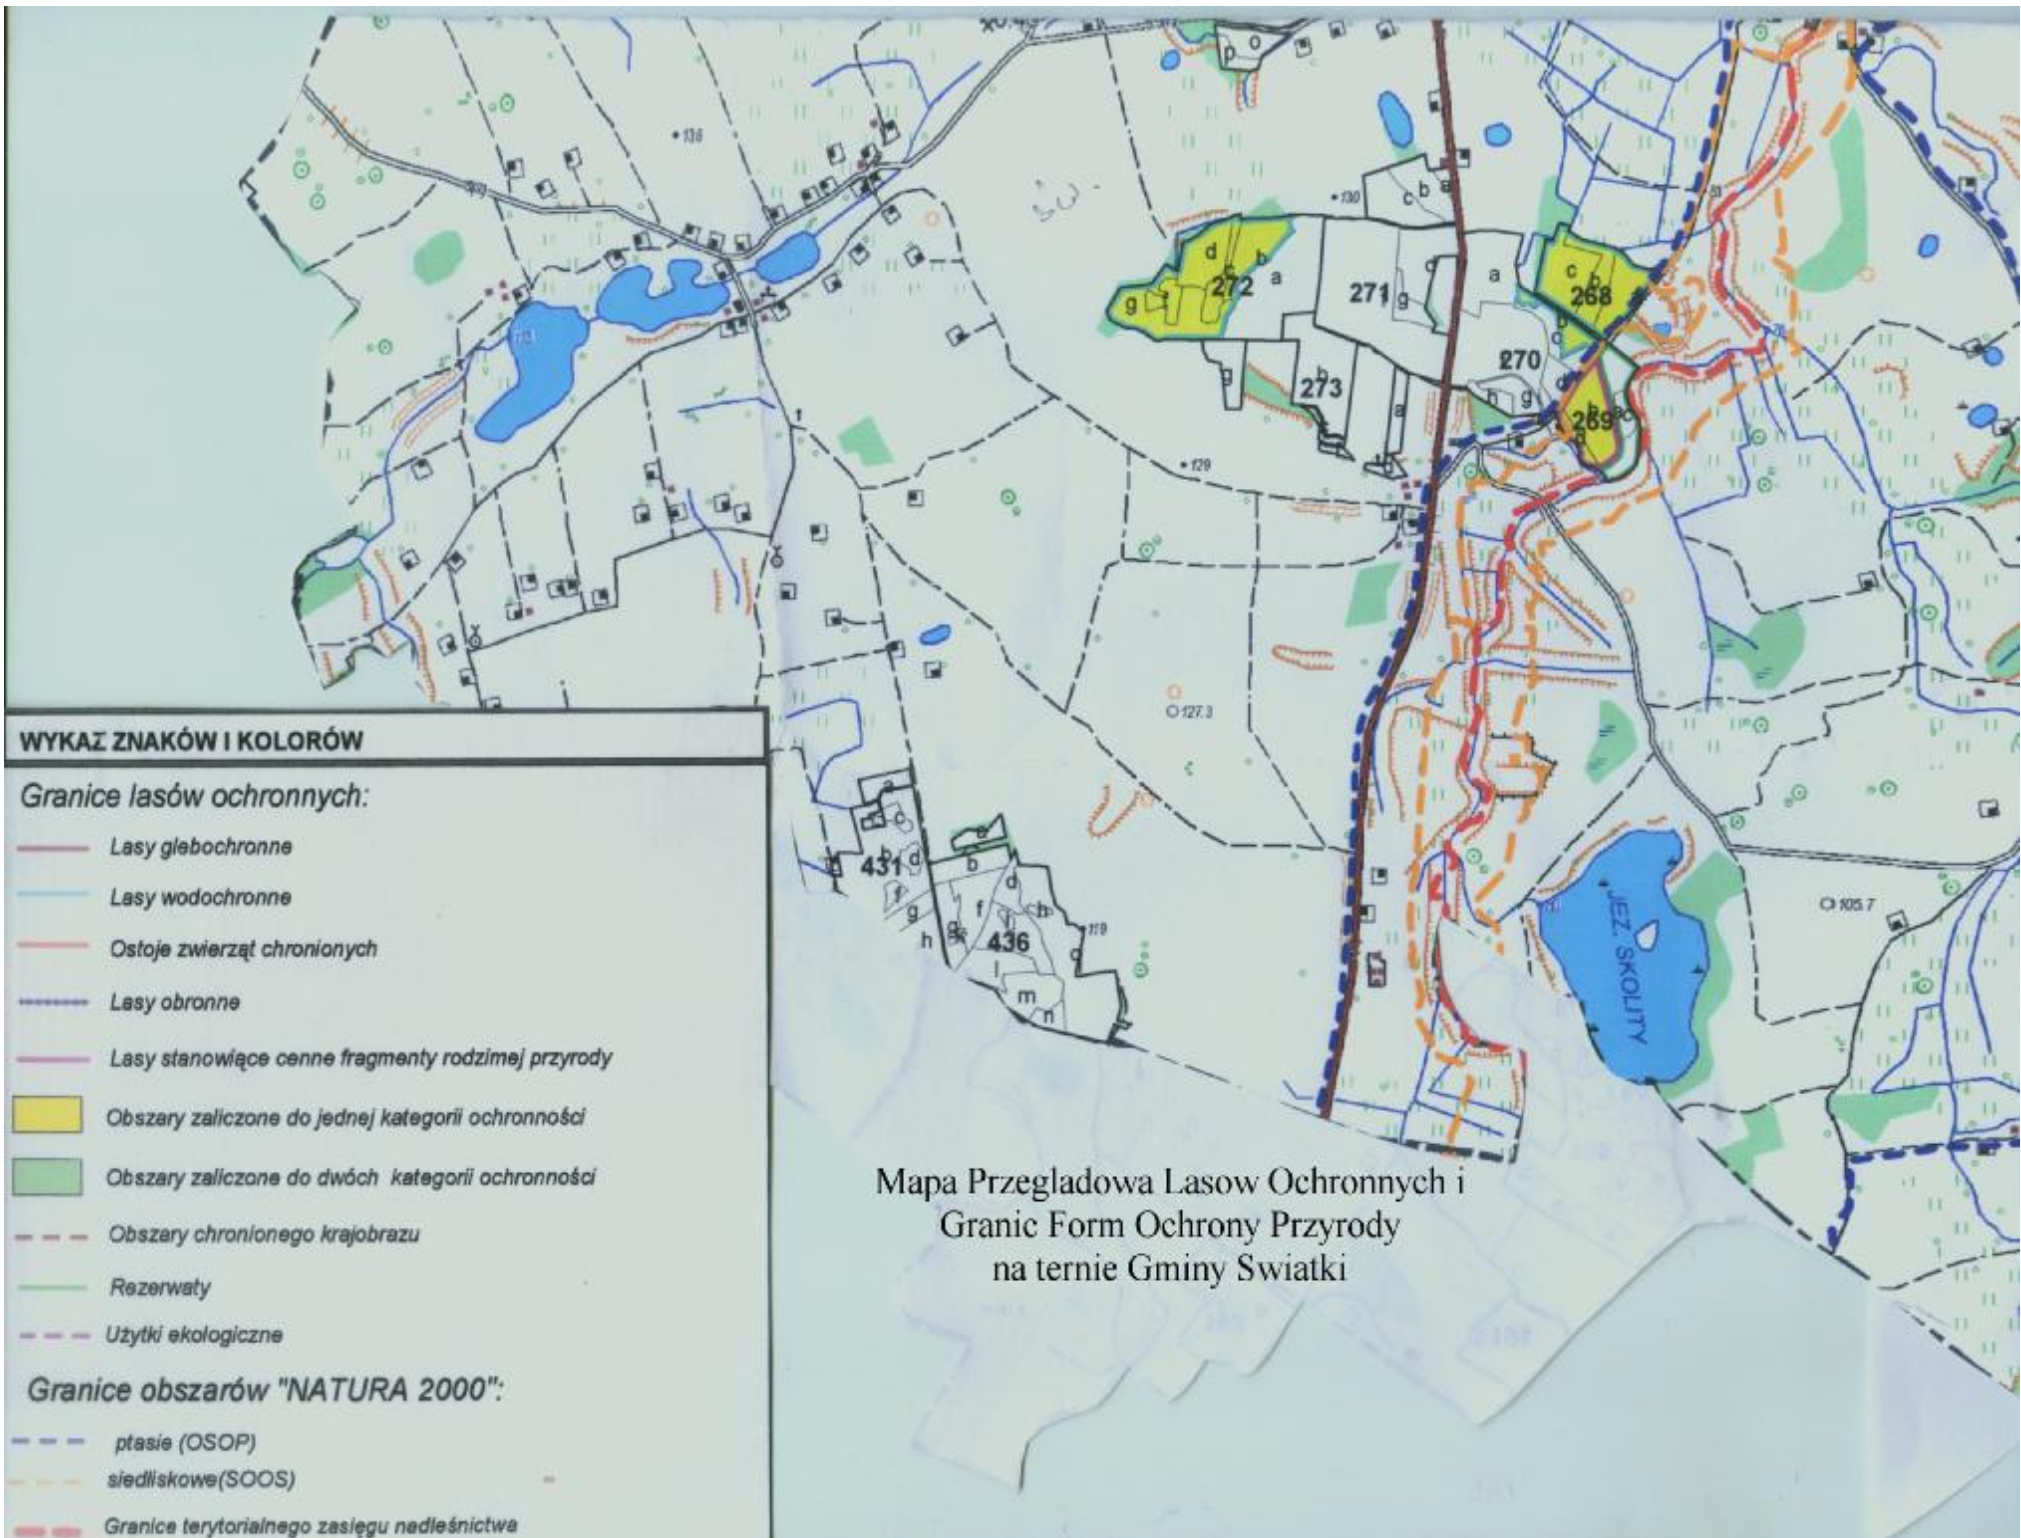 p o
136
130
c b a
d
c
b
272
a
g
271
g
d
a
c
b
268
b
c
270
d
h
g
b
269
a
c
g
b
273
a
129
127.3
a
c
b
d
431
f
g
h
a
b
d
f
h
g
436
119
l
m
n
JEZ. SKOLITY
105.7
WYKAZ ZNAKÓW I KOLORÓW
Granice lasów ochronnych:
Lasy glebochronne
Lasy wodochronne
Ostoje zwierząt chronionych
Lasy obronne
Lasy stanowiące cenne fragmenty rodzimej przyrody
Obszary zaliczone do jednej kategorii ochronności
Obszary zaliczone do dwóch kategorii ochronności
Obszary chronionego krajobrazu
Rezerwaty
Użytki ekologiczne
Granice obszarów "NATURA 2000":
ptasie (OSOP)
siedliskowe(SOOS)
Granice terytorialnego zasięgu nadleśnictwa
Mapa Przegladowa Lasow Ochronnych i
Granic Form Ochrony Przyrody
na ternie Gminy Swiatki